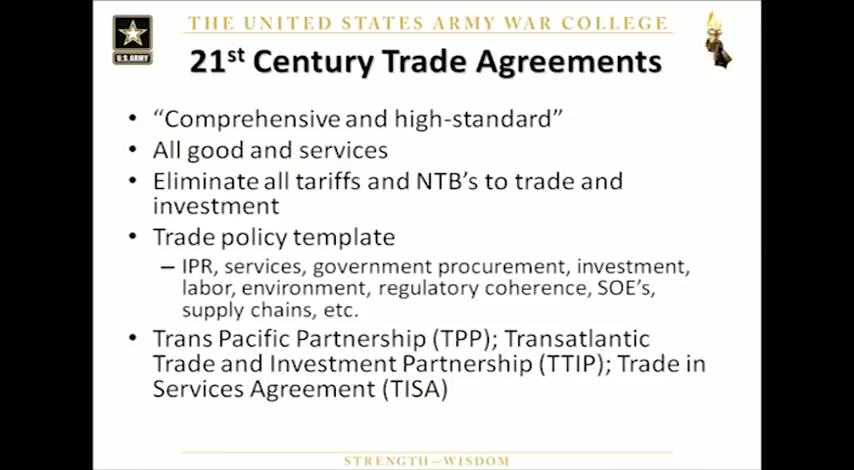 THE UNITED STATES ARMY WAR COLLEGE
U.S.ARMY
21st Century Trade Agreements
• “Comprehensive and high-standard”
• All good and services
• Eliminate all tariffs and NTB’s to trade and
investment
• Trade policy template
– IPR, services, government procurement, investment,
labor, environment, regulatory coherence, SOE’s,
supply chains, etc.
• Trans Pacific Partnership (TPP); Transatlantic
Trade and Investment Partnership (TTIP); Trade in
Services Agreement (TISA)
STRENGTH—WISDOM